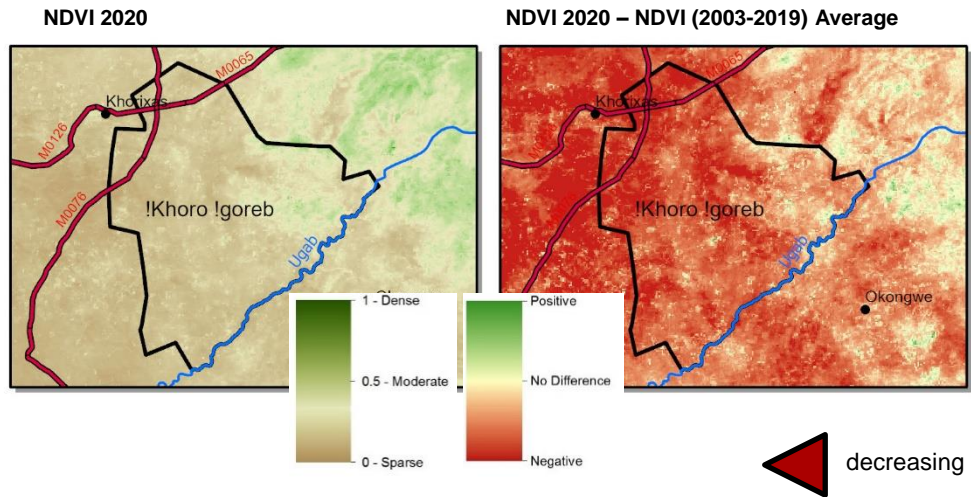 NDVI 2020
NDVI 2020 – NDVI (2003-2019) Average
M0065
Khorixas
M0126
M0076
!Khoro !goreb
Ugab
M0065
Khorixas
!Khoro !goreb
Ugab
Okongwe
1 - Dense
0.5 - Moderate
0 - Sparse
Positive
No Difference
Negative
decreasing